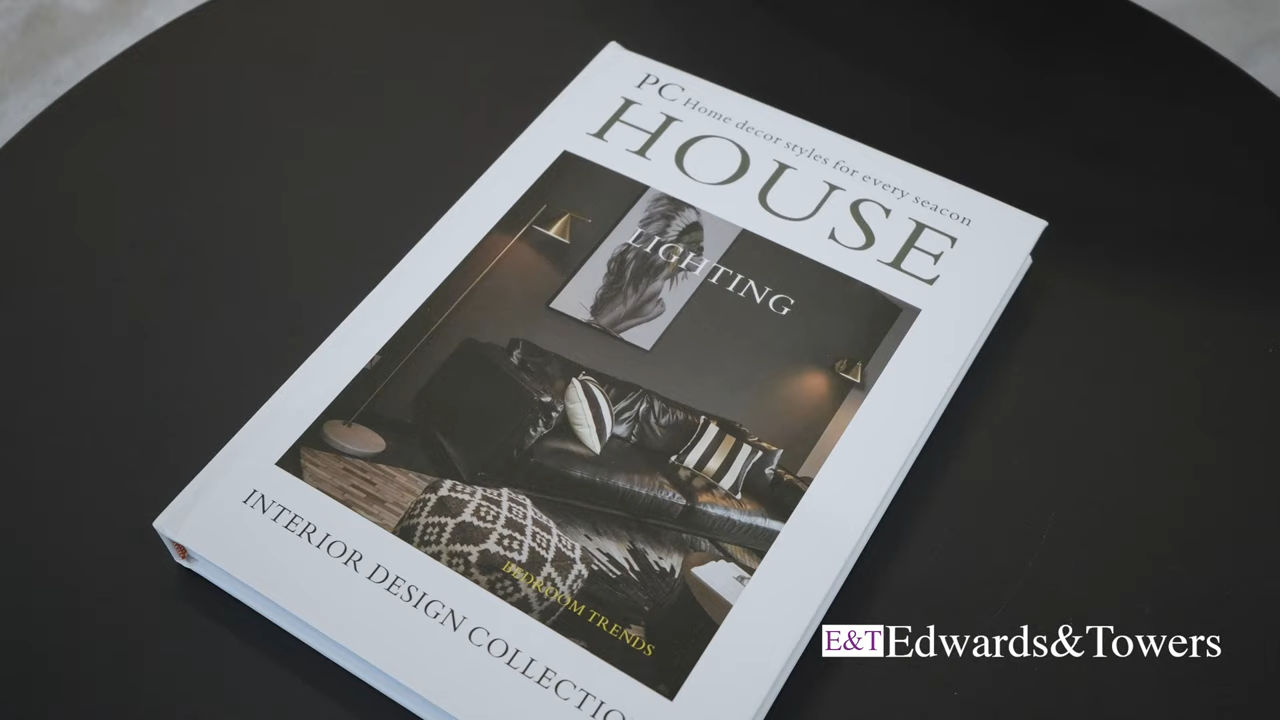 PC Home decor styles for every seacon
HOUSE
LIGHTING
BEDROOM TRENDS
INTERIOR DESIGN COLLECTIO
E&T Edwards&Towers